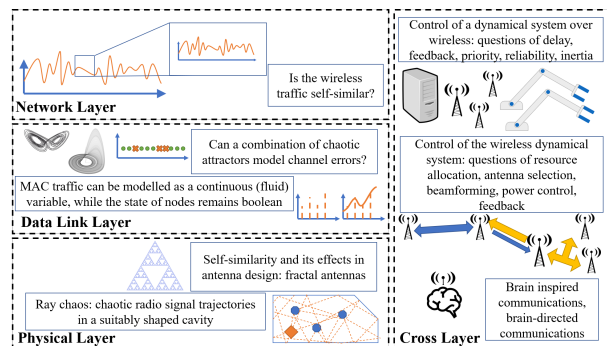 Is the wireless
traffic self-similar?
Network Layer
Can a combination of chaotic
attractors model channel errors?
MAC traffic can be modelled as a continuous (fluid)
variable, while the state of nodes remains boolean
Data Link Layer
Self-similarity and its effects in
antenna design: fractal antennas
Ray chaos: chaotic radio signal trajectories
in a suitably shaped cavity
Physical Layer
Control of a dynamical system over
wireless: questions of delay,
feedback, priority, reliability, inertia
Control of the wireless dynamical
system: questions of resource
allocation, antenna selection,
beamforming, power control,
feedback
Brain inspired
communications,
brain-directed
communications
Cross Layer